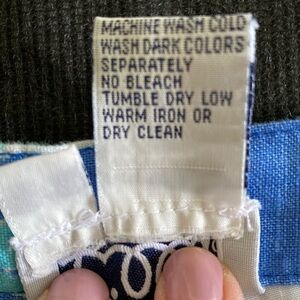 MACHINE WASH COLD
WASH DARK COLORS
SEPARATELY
NO BLEACH
TUMBLE DRY LOW
WARM IRON OR
DRY CLEAN